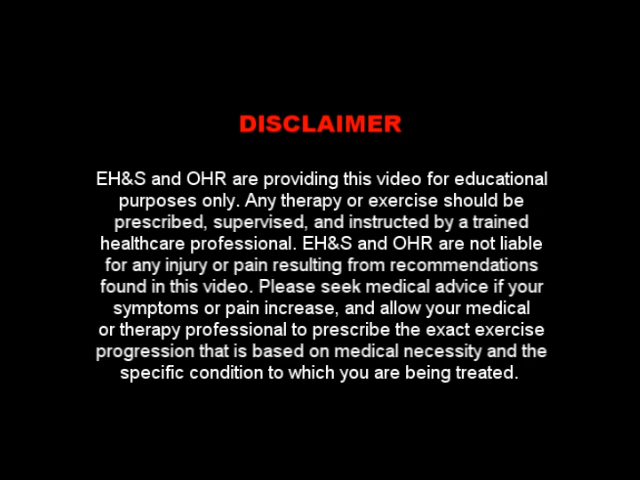 DISCLAIMER
EH&S and OHR are providing this video for educational
purposes only. Any therapy or exercise should be
prescribed, supervised, and instructed by a trained
healthcare professional. EH&S and OHR are not liable
for any injury or pain resulting from recommendations
found in this video. Please seek medical advice if your
symptoms or pain increase, and allow your medical
or therapy professional to prescribe the exact exercise
progression that is based on medical necessity and the
specific condition to which you are being treated.